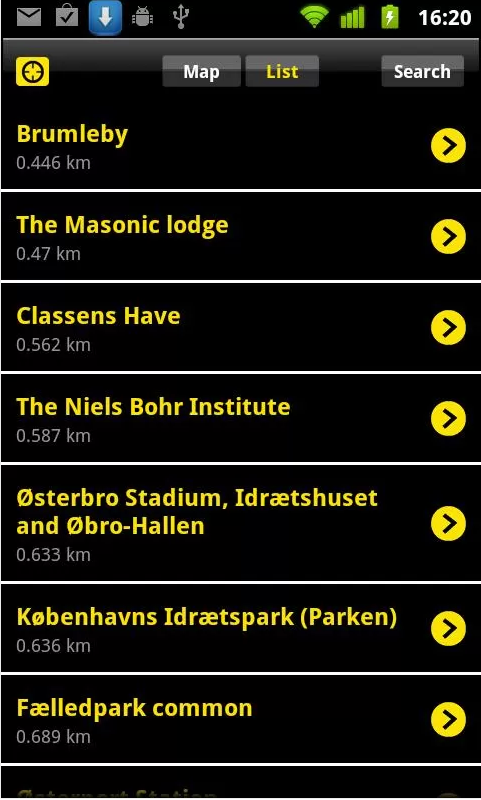 16:20
Map List Search
Brumleby
0.446 km
The Masonic lodge
0.47 km
Classens Have
0.562 km
The Niels Bohr Institute
0.587 km
Østerbro Stadium, Idrætshuset
and Øbro-Hallen
0.633 km
Københavns Idrætspark (Parken)
0.636 km
Fælledpark common
0.689 km
Østerport Station